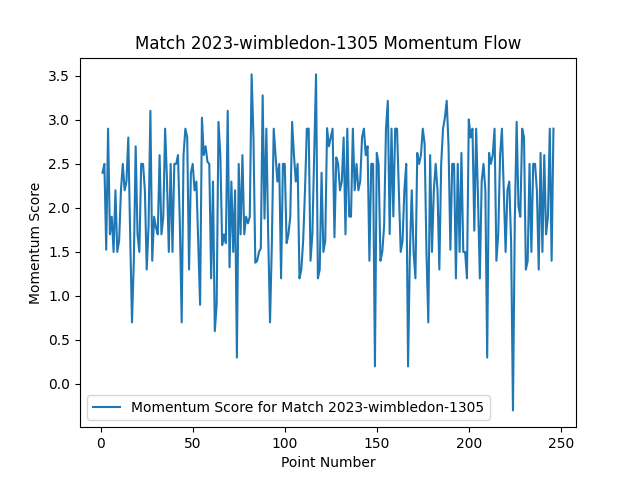 Match 2023-wimbledon-1305 Momentum Flow
3.5
3.0
2.5
2.0
1.5
1.0
0.5
0.0
Momentum Score
Momentum Score for Match 2023-wimbledon-1305
0 50 100 150 200 250
Point Number